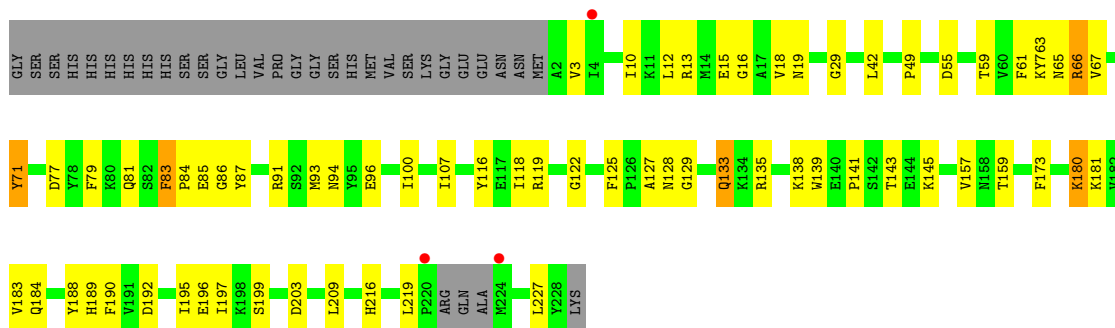 GLY SER SER HIS HIS HIS HIS HIS HIS SER SER GLY LEU VAL PRO GLY GLY SER HIS MET VAL SER LYS GLY GLU GLU ASN ASN MET A2 V3 I4 I10 K11 L12 R13 M14 E15 G16 A17 V18 N19 G29 L42 P49 D55 T59 V60 F61 KY763 N65 R66 V67
Y71 D77 Y78 F79 K80 Q81 S82 F83 P84 E85 G86 Y87 R91 S92 M93 N94 Y95 E96 I100 I107 Y116 E117 I118 R119 G122 F125 P126 A127 N128 G129 Q133 K134 R135 K138 W139 E140 P141 S142 T143 E144 K145 V157 N158 T159 F173 K180 K181 V182
V183 Q184 Y188 H189 F190 V191 D192 I195 E196 I197 K198 S199 D203 L209 H216 L219 P220 ARG GLN ALA M224 L227 Y228 LYS